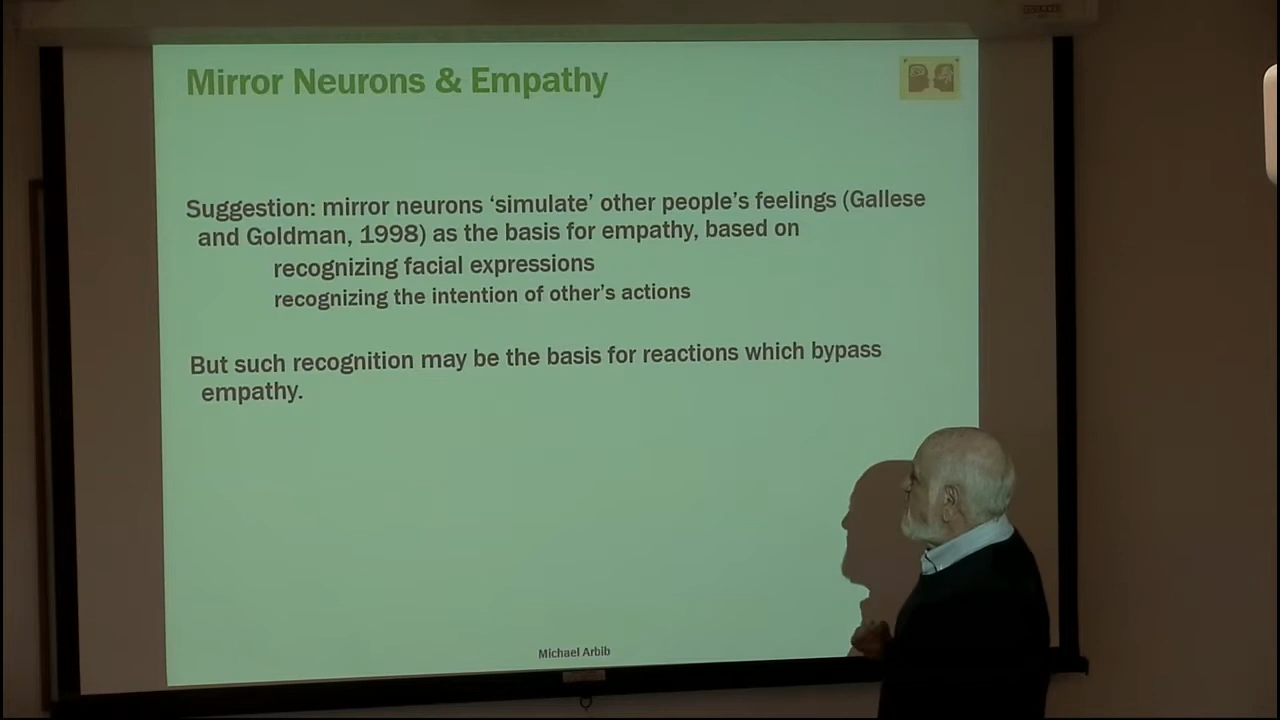 Mirror Neurons & Empathy
Suggestion: mirror neurons ‘simulate’ other people’s feelings (Gallese
and Goldman, 1998) as the basis for empathy, based on
recognizing facial expressions
recognizing the intention of other’s actions
But such recognition may be the basis for reactions which bypass
empathy.
Michael Arbib